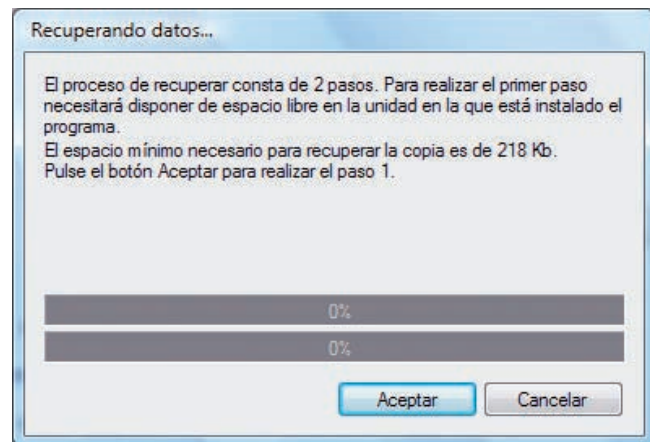 Recuperando datos...
El proceso de recuperar consta de 2 pasos. Para realizar el primer paso
necesitará disponer de espacio libre en la unidad en la que está instalado el
programa.
El espacio mínimo necesario para recuperar la copia es de 218 Kb.
Pulse el botón Aceptar para realizar el paso 1.
0%
0%
Aceptar Cancelar